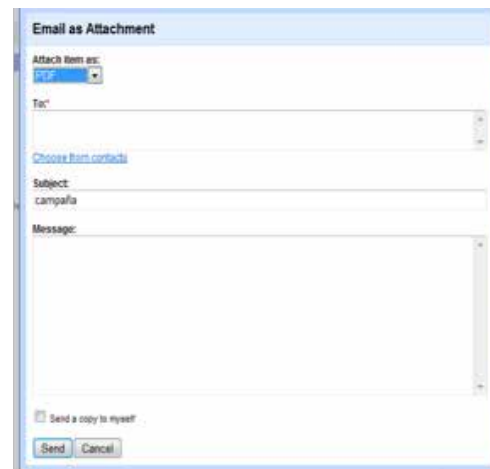 Email as Attachment
Attach item as:
PDF
To:*
Choose from contacts
Subject:
campaña
Message:
Send a copy to myself
Send Cancel